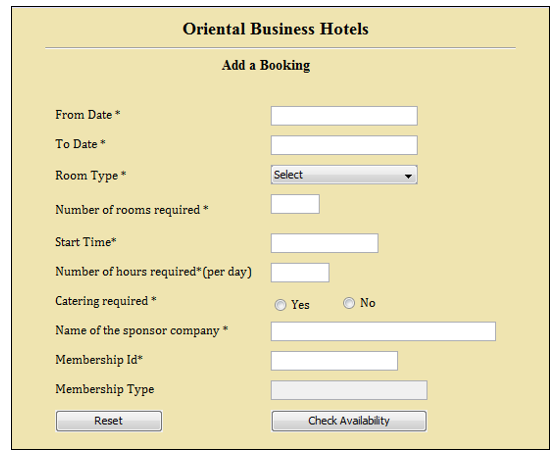 Oriental Business Hotels
Add a Booking
From Date *
To Date *
Room Type *
Select
Number of rooms required *
Start Time*
Number of hours required*(per day)
Catering required *
Yes
No
Name of the sponsor company *
Membership Id*
Membership Type
Reset
Check Availability